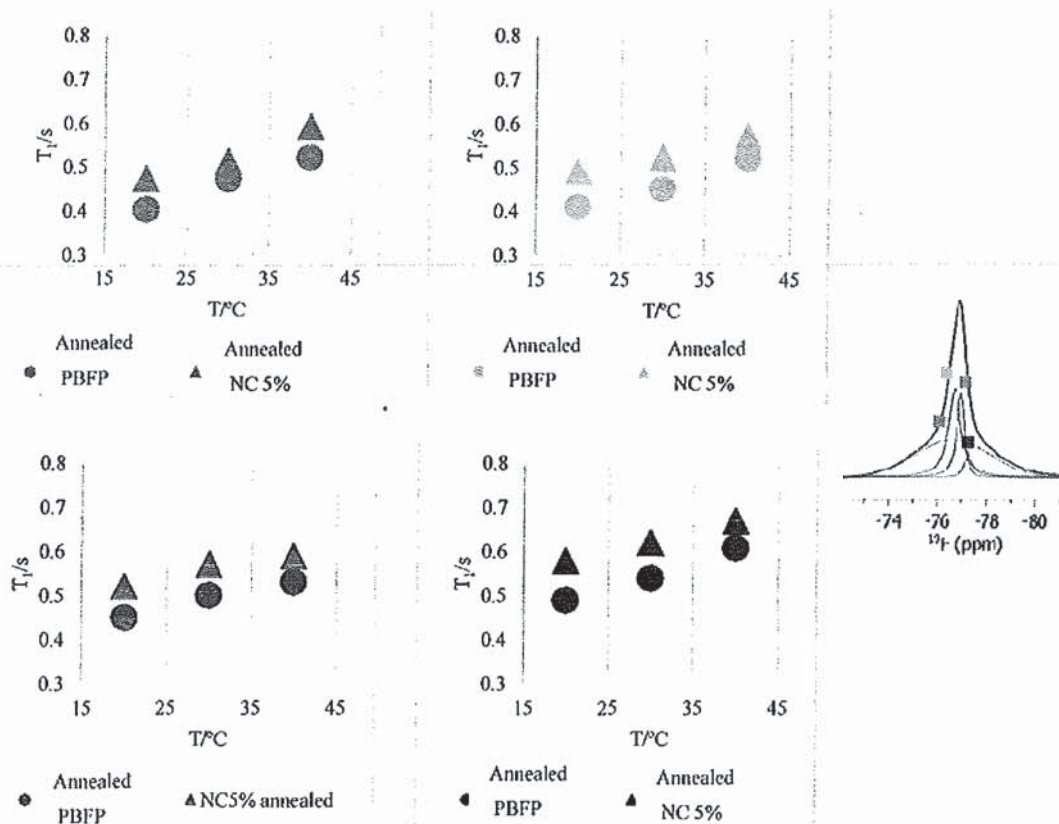 0.8
0.7
0.6
0.5
0.4
0.3
T₁/s
15 25 35 45
T/°C
Annealed
PBFP
Annealed
NC 5%
0.8
0.7
0.6
0.5
0.4
0.3
T₁/s
15 25 35 45
T/°C
Annealed
PBFP
Annealed
NC 5%
-74 -76 -78 -80
¹⁹F (ppm)
0.8
0.7
0.6
0.5
0.4
0.3
T₁/s
15 25 35 45
T/°C
Annealed
PBFP
NC5% annealed
0.8
0.7
0.6
0.5
0.4
0.3
T₁/s
15 25 35 45
T/°C
Annealed
PBFP
Annealed
NC 5%